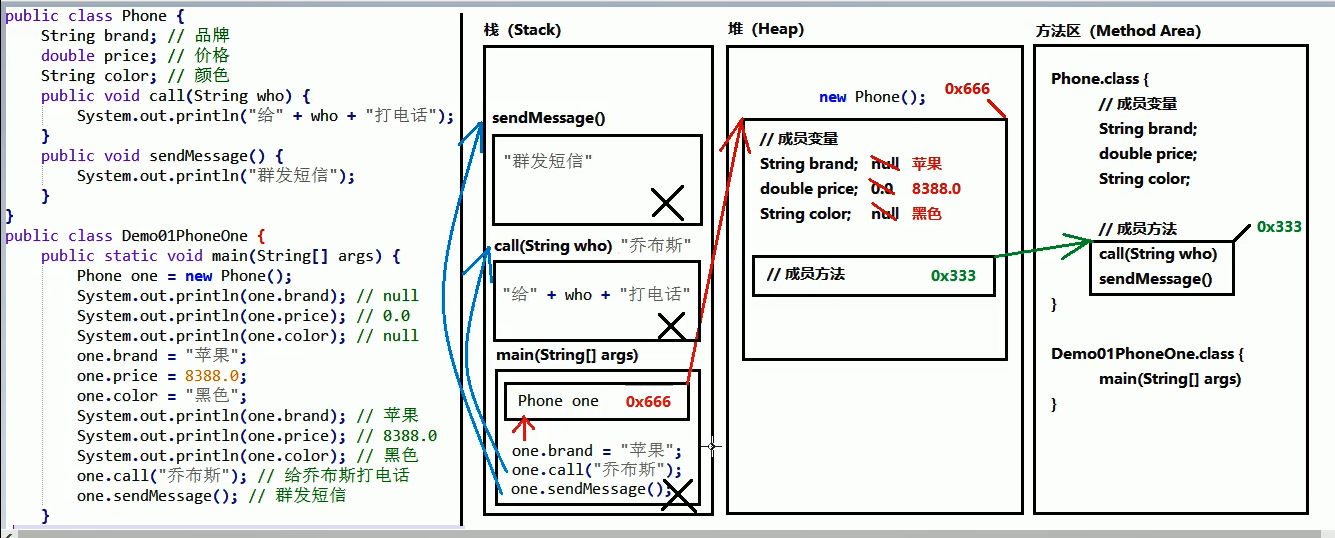 public class Phone {
String brand; // 品牌
double price; // 价格
String color; // 颜色
public void call(String who) {
System.out.println("给" + who + "打电话");
}
public void sendMessage() {
System.out.println("群发短信");
}
}
public class Demo01PhoneOne {
public static void main(String[] args) {
Phone one = new Phone();
System.out.println(one.brand); // null
System.out.println(one.price); // 0.0
System.out.println(one.color); // null
one.brand = "苹果";
one.price = 8388.0;
one.color = "黑色";
System.out.println(one.brand); // 苹果
System.out.println(one.price); // 8388.0
System.out.println(one.color); // 黑色
one.call("乔布斯"); // 给乔布斯打电话
one.sendMessage(); // 群发短信
}
栈 (Stack)
sendMessage()
"群发短信"
call(String who) "乔布斯"
"给" + who + "打电话"
main(String[] args)
Phone one 0x666
one.brand = "苹果";
one.call("乔布斯");
one.sendMessage();
堆 (Heap)
new Phone(); 0x666
// 成员变量
String brand; null 苹果
double price; 0.0 8388.0
String color; null 黑色
// 成员方法 0x333
方法区 (Method Area)
Phone.class {
// 成员变量
String brand;
double price;
String color;
// 成员方法 0x333
call(String who)
sendMessage()
}
Demo01PhoneOne.class {
main(String[] args)
}